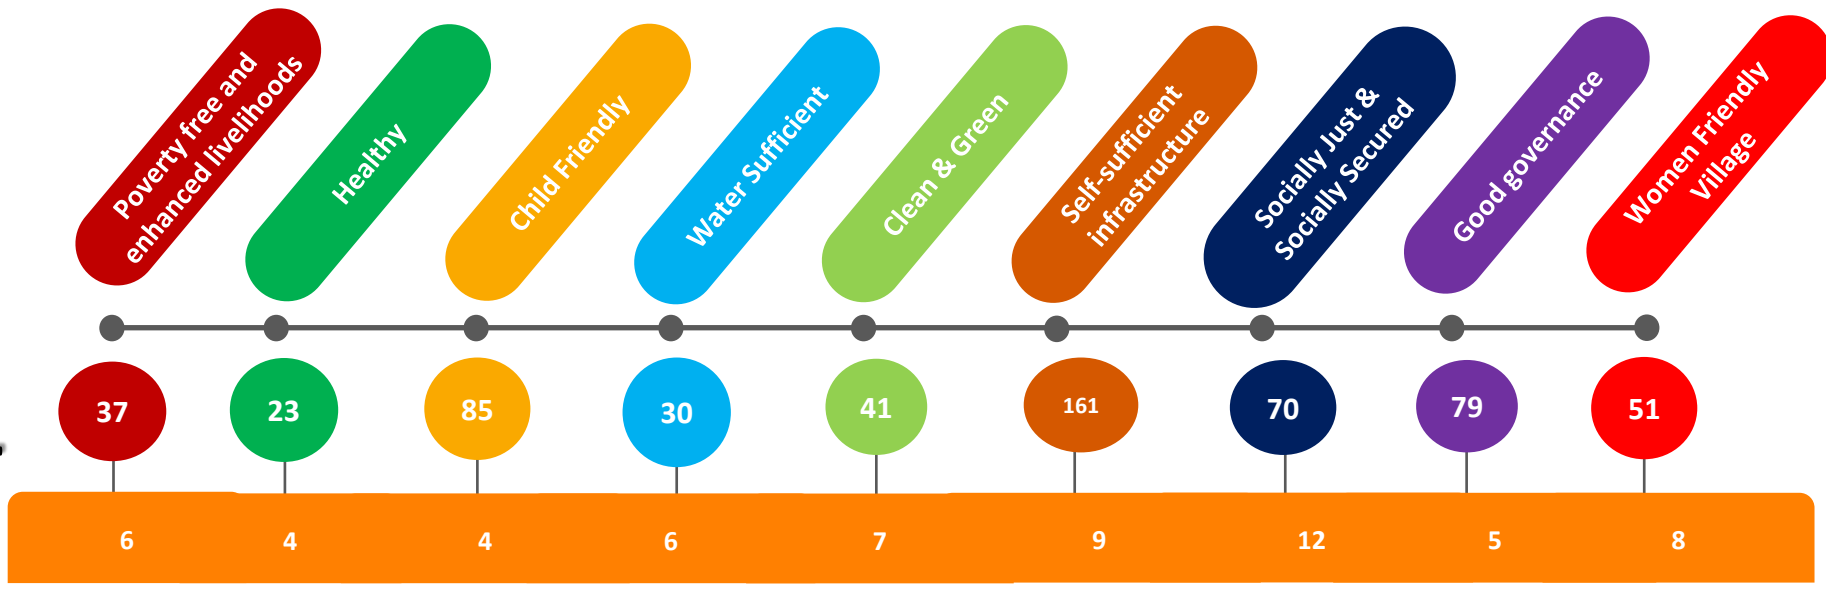 Poverty free and
enhanced livelihoods
Healthy
Child Friendly
Water Sufficient
Clean & Green
Self-sufficient
infrastructure
Socially Just &
Socially Secured
Good governance
Women Friendly
Village
37
23
85
30
41
161
70
79
51
6
4
4
6
7
9
12
5
8